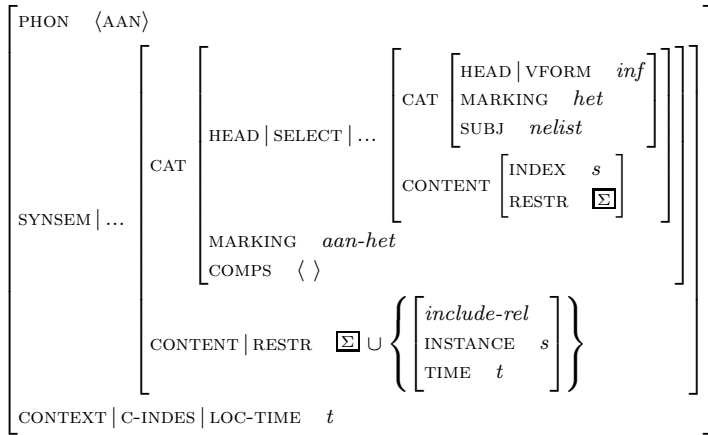 PHON ⟨AAN⟩
HEAD | VFORM inf
CAT MARKING het
SUBJ nelist
HEAD | SELECT | ...
CAT
CONTENT INDEX s
RESTR Σ
SYNSEM | ...
MARKING aan-het
COMPS ⟨ ⟩
include-rel
CONTENT | RESTR Σ ∪ { INSTANCE s }
TIME t
CONTEXT | C-INDES | LOC-TIME t